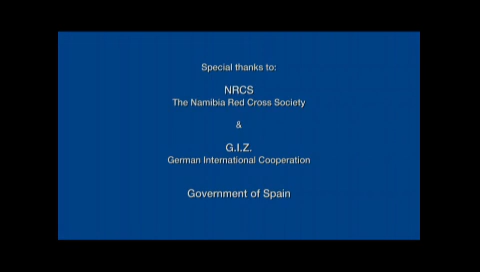 Special thanks to:
NRCS
The Namibia Red Cross Society
&
G.I.Z.
German International Cooperation
Government of Spain